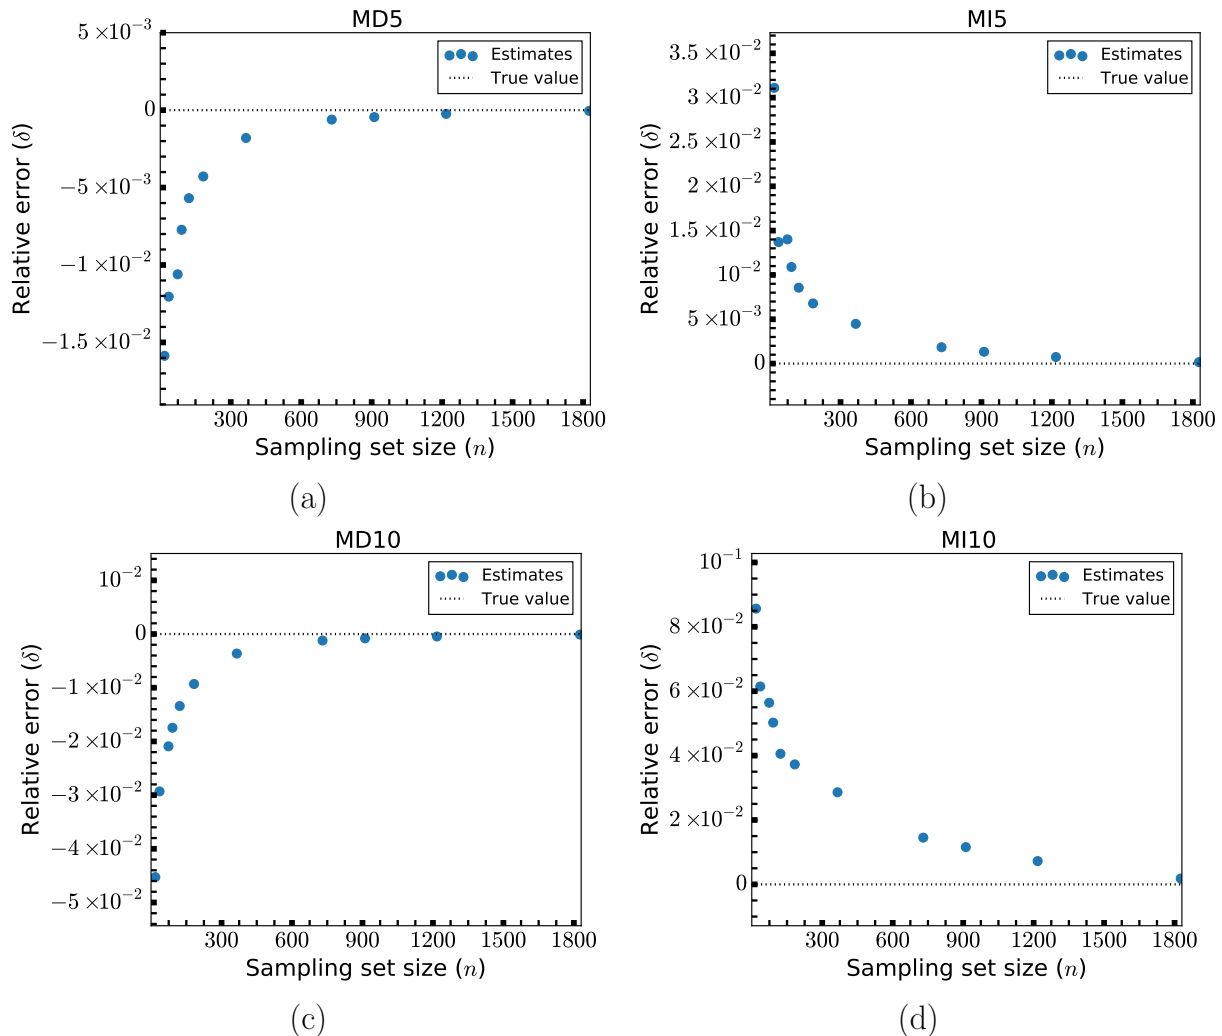 MD5
5 ×10⁻³
0
−5 ×10⁻³
−1 ×10⁻²
−1.5 ×10⁻²
Relative error (δ)
Estimates
True value
300 600 900 1200 1500 1800
Sampling set size (n)
(a)
MI5
3.5 ×10⁻²
3 ×10⁻²
2.5 ×10⁻²
2 ×10⁻²
1.5 ×10⁻²
10⁻²
5 ×10⁻³
0
Relative error (δ)
Estimates
True value
300 600 900 1200 1500 1800
Sampling set size (n)
(b)
MD10
10⁻²
0
−1 ×10⁻²
−2 ×10⁻²
−3 ×10⁻²
−4 ×10⁻²
−5 ×10⁻²
Relative error (δ)
Estimates
True value
300 600 900 1200 1500 1800
Sampling set size (n)
(c)
MI10
10⁻¹
8 ×10⁻²
6 ×10⁻²
4 ×10⁻²
2 ×10⁻²
0
Relative error (δ)
Estimates
True value
300 600 900 1200 1500 1800
Sampling set size (n)
(d)